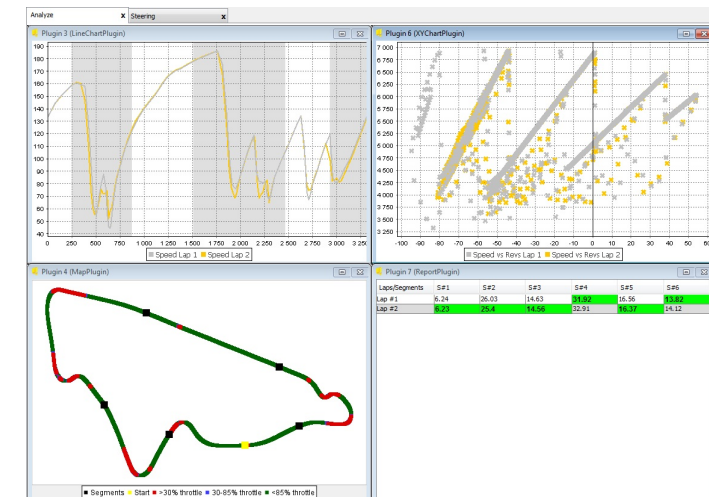 Analyze x Steering x
Plugin 3 (LineChartPlugin)
190
180
170
160
150
140
130
120
110
100
90
80
70
60
50
40
0 250 500 750 1 000 1 250 1 500 1 750 2 000 2 250 2 500 2 750 3 000 3 250
Speed Lap 1 Speed Lap 2
Plugin 6 (XYChartPlugin)
7 000
6 750
6 500
6 250
6 000
5 750
5 500
5 250
5 000
4 750
4 500
4 250
4 000
3 750
3 500
3 250
-100 -90 -80 -70 -60 -50 -40 -30 -20 -10 0 10 20 30 40 50 60
Speed vs Revs Lap 1 Speed vs Revs Lap 2
Plugin 4 (MapPlugin)
Segments Start >30% throttle 30-85% throttle <85% throttle
Plugin 7 (ReportPlugin)
Laps/Segments S#1 S#2 S#3 S#4 S#5 S#6
Lap #1 6.24 26.03 14.63 31.92 16.56 13.82
Lap #2 6.23 25.4 14.56 32.91 16.37 14.12